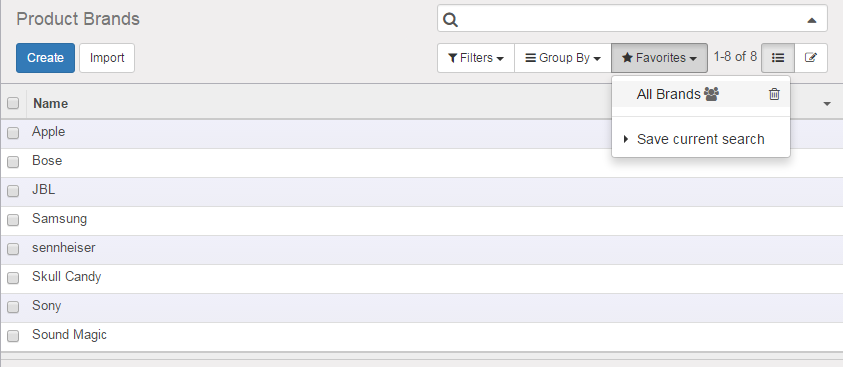 Product Brands
Create Import
Filters Group By Favorites 1-8 of 8
All Brands
Save current search
Name
Apple
Bose
JBL
Samsung
sennheiser
Skull Candy
Sony
Sound Magic